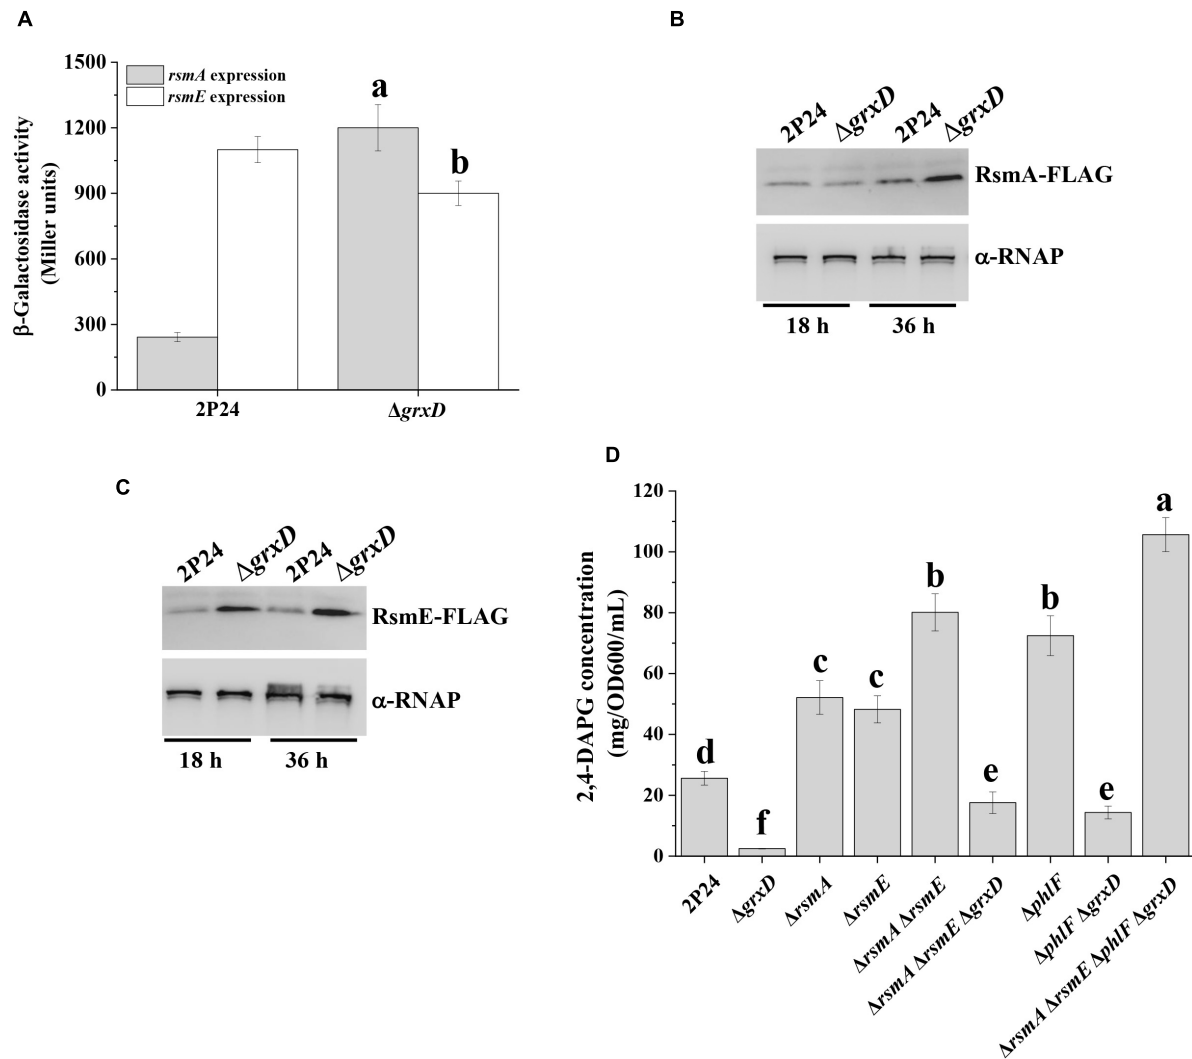 A
1500
1200
900
600
300
0
β-Galactosidase activity
(Miller units)
rsmA expression
rsmE expression
a
b
2P24
ΔgrxD
B
2P24
ΔgrxD
2P24
ΔgrxD
RsmA-FLAG
α-RNAP
18 h
36 h
C
2P24
ΔgrxD
2P24
ΔgrxD
RsmE-FLAG
α-RNAP
18 h
36 h
D
120
100
80
60
40
20
0
2,4-DAPG concentration
(mg/OD600/mL)
d
f
c
c
b
e
b
e
a
2P24
ΔgrxD
ΔrsmA
ΔrsmE
ΔrsmA ΔrsmE
ΔrsmA ΔrsmE ΔgrxD
ΔphlF
ΔphlF ΔgrxD
ΔrsmA ΔrsmE ΔphlF ΔgrxD